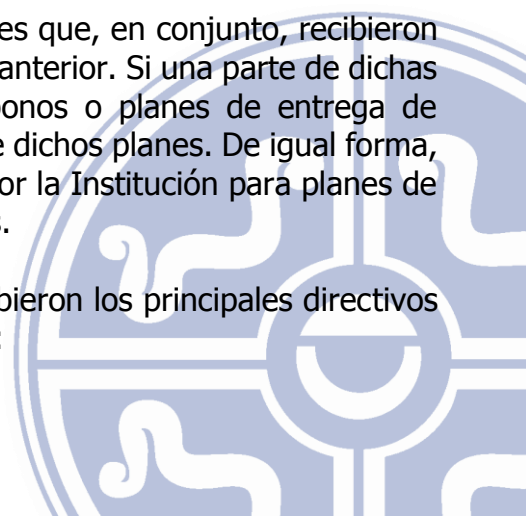 es que, en conjunto, recibieron
anterior. Si una parte de dichas
onos o planes de entrega de
e dichos planes. De igual forma,
or la Institución para planes de
s.
bieron los principales directivos
: